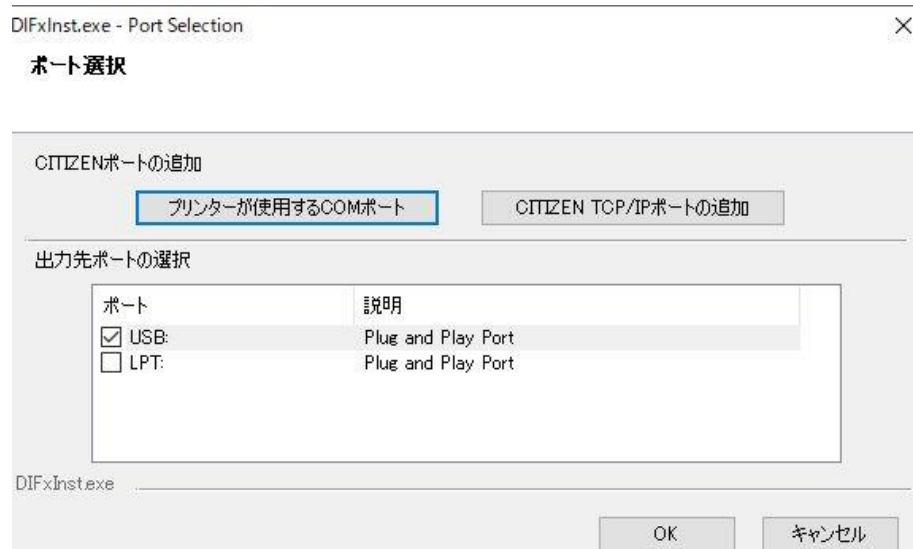 DIFxInst.exe - Port Selection
ポート選択
CITIZENポートの追加
プリンターが使用するCOMポート
CITIZEN TCP/IPポートの追加
出力先ポートの選択
ポート 説明
USB: Plug and Play Port
LPT: Plug and Play Port
DIFxInst.exe
OK キャンセル